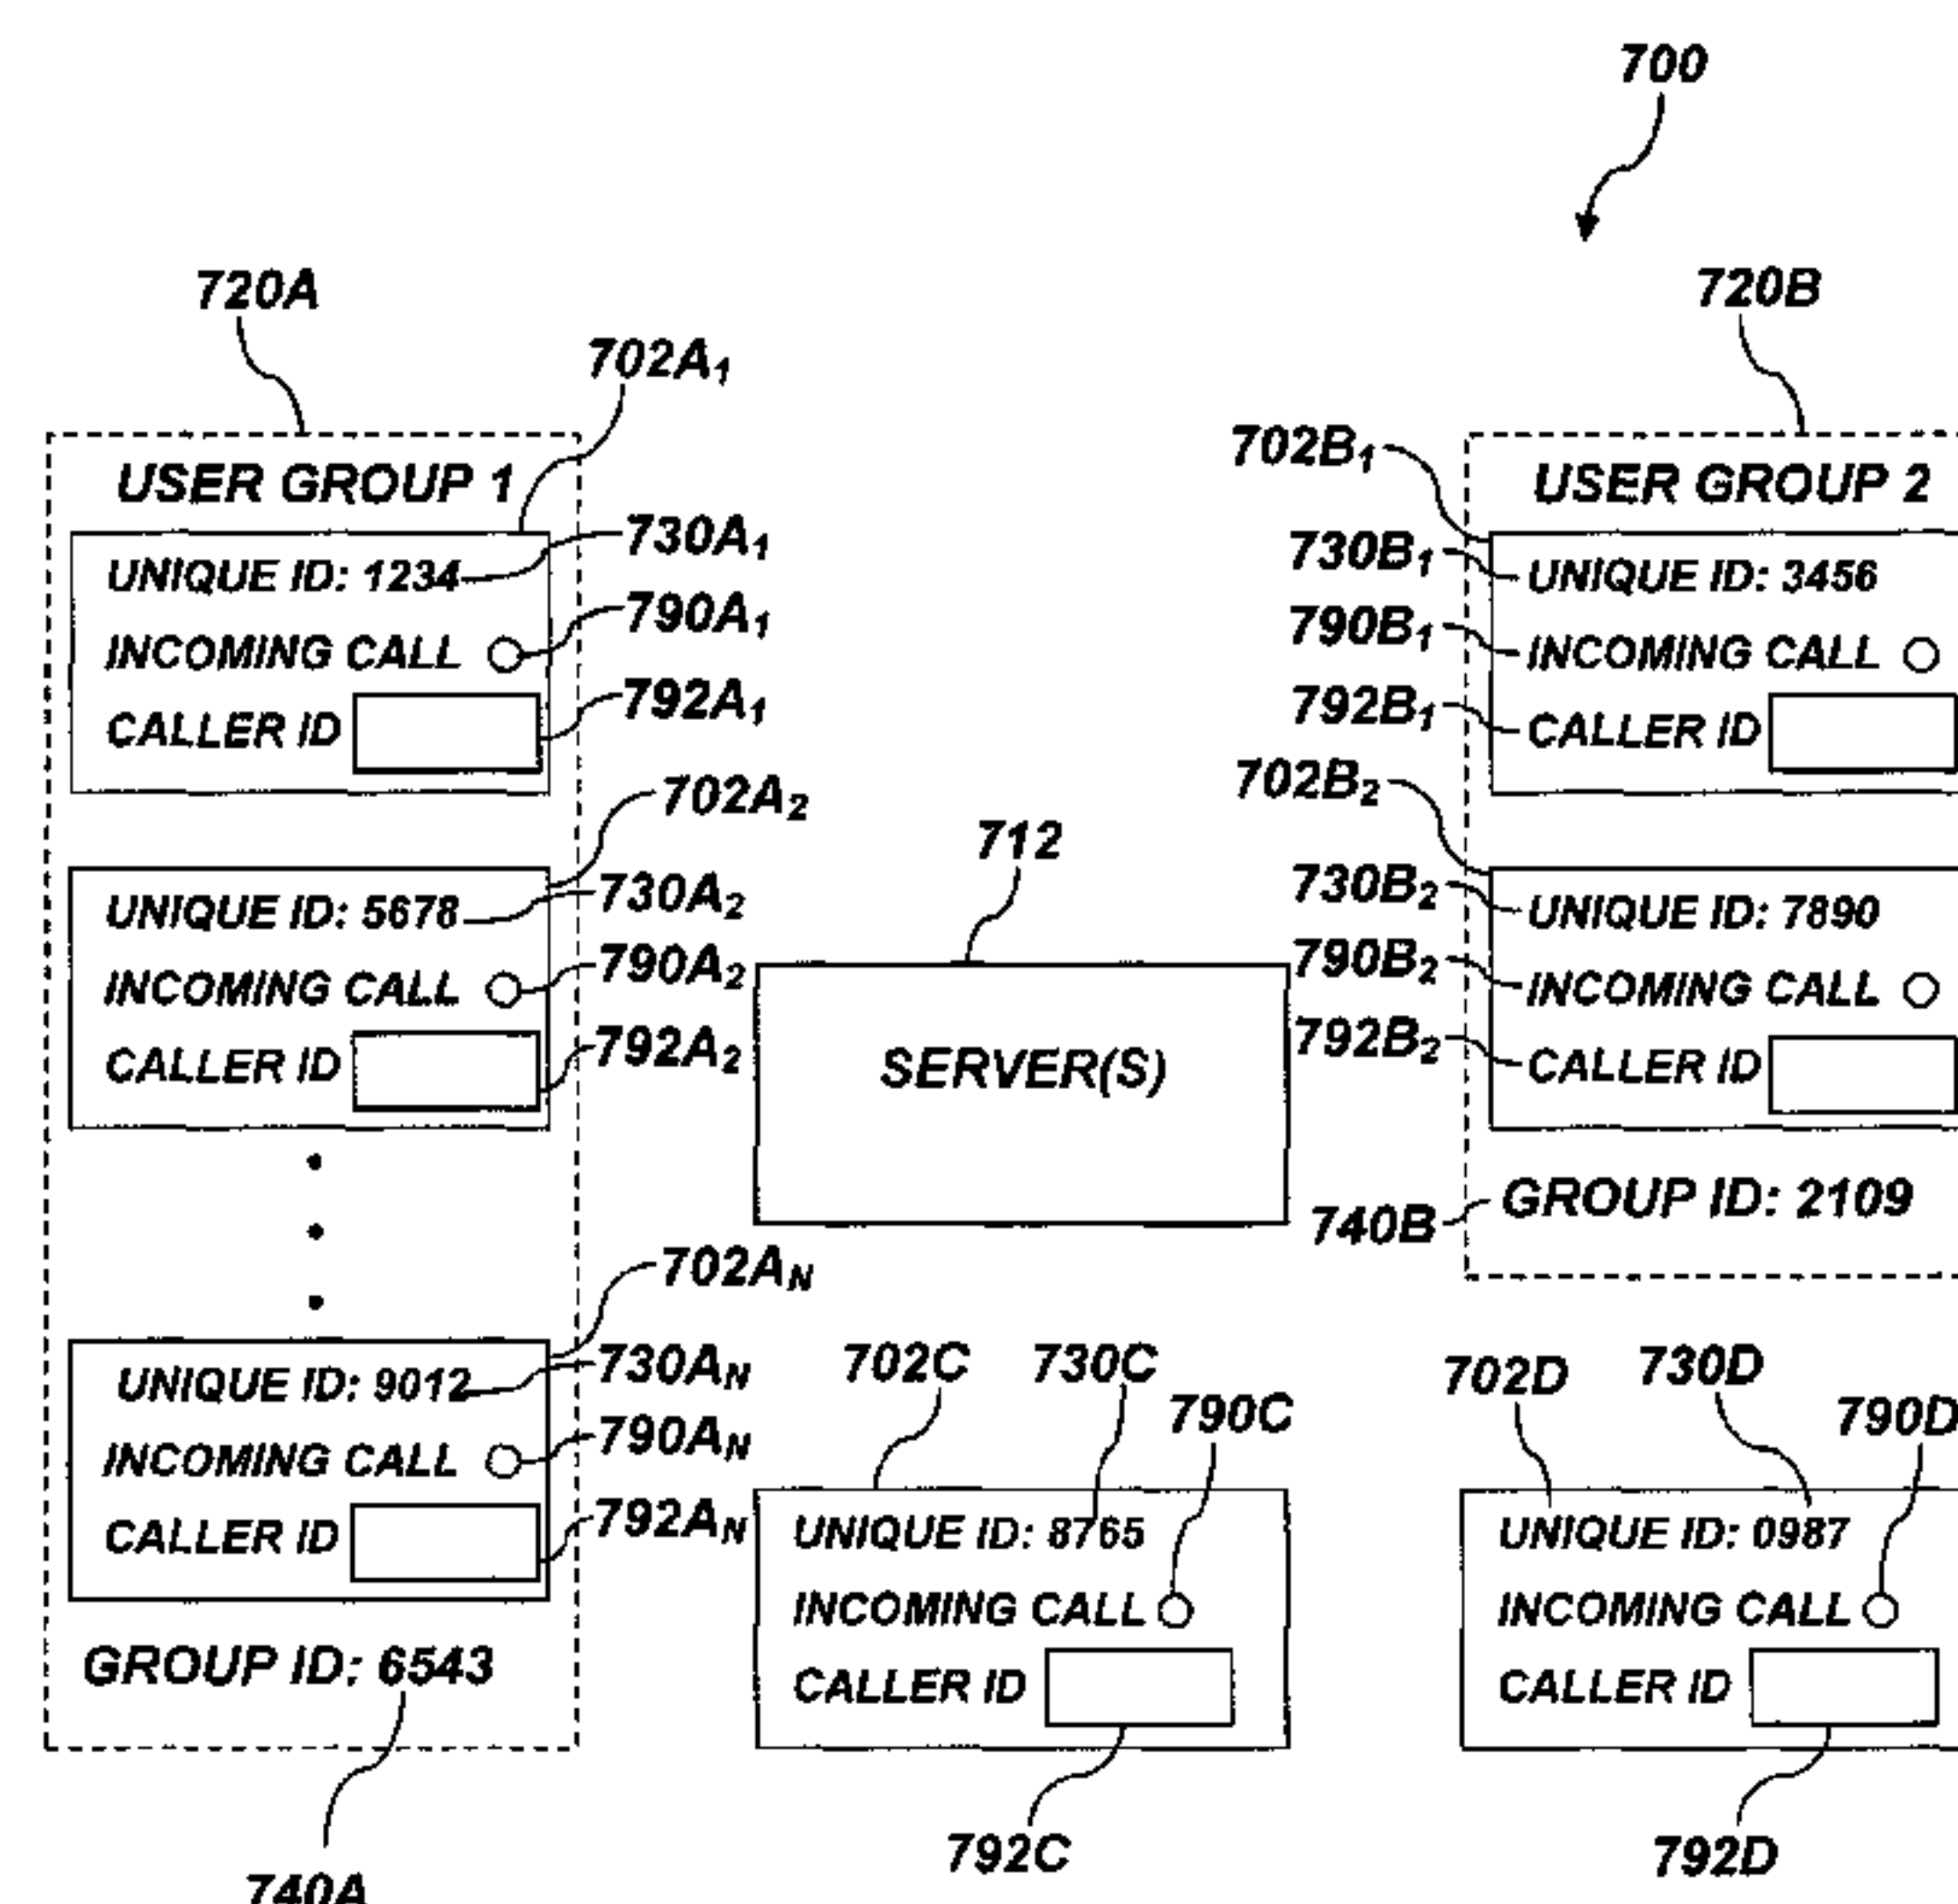 700
720A
720B
702A₁
702B₁
USER GROUP 1
730A₁
UNIQUE ID: 1234
790A₁
INCOMING CALL
792A₁
CALLER ID
702A₂
730A₂
UNIQUE ID: 5678
790A₂
INCOMING CALL
792A₂
CALLER ID
702Aₙ
730Aₙ
UNIQUE ID: 9012
790Aₙ
INCOMING CALL
792Aₙ
CALLER ID
GROUP ID: 6543
740A
712
SERVER(S)
USER GROUP 2
730B₁
UNIQUE ID: 3456
790B₁
INCOMING CALL
792B₁
CALLER ID
702B₂
730B₂
UNIQUE ID: 7890
790B₂
INCOMING CALL
792B₂
CALLER ID
740B
GROUP ID: 2109
702C
730C
790C
UNIQUE ID: 8765
INCOMING CALL
CALLER ID
792C
702D
730D
790D
UNIQUE ID: 0987
INCOMING CALL
CALLER ID
792D